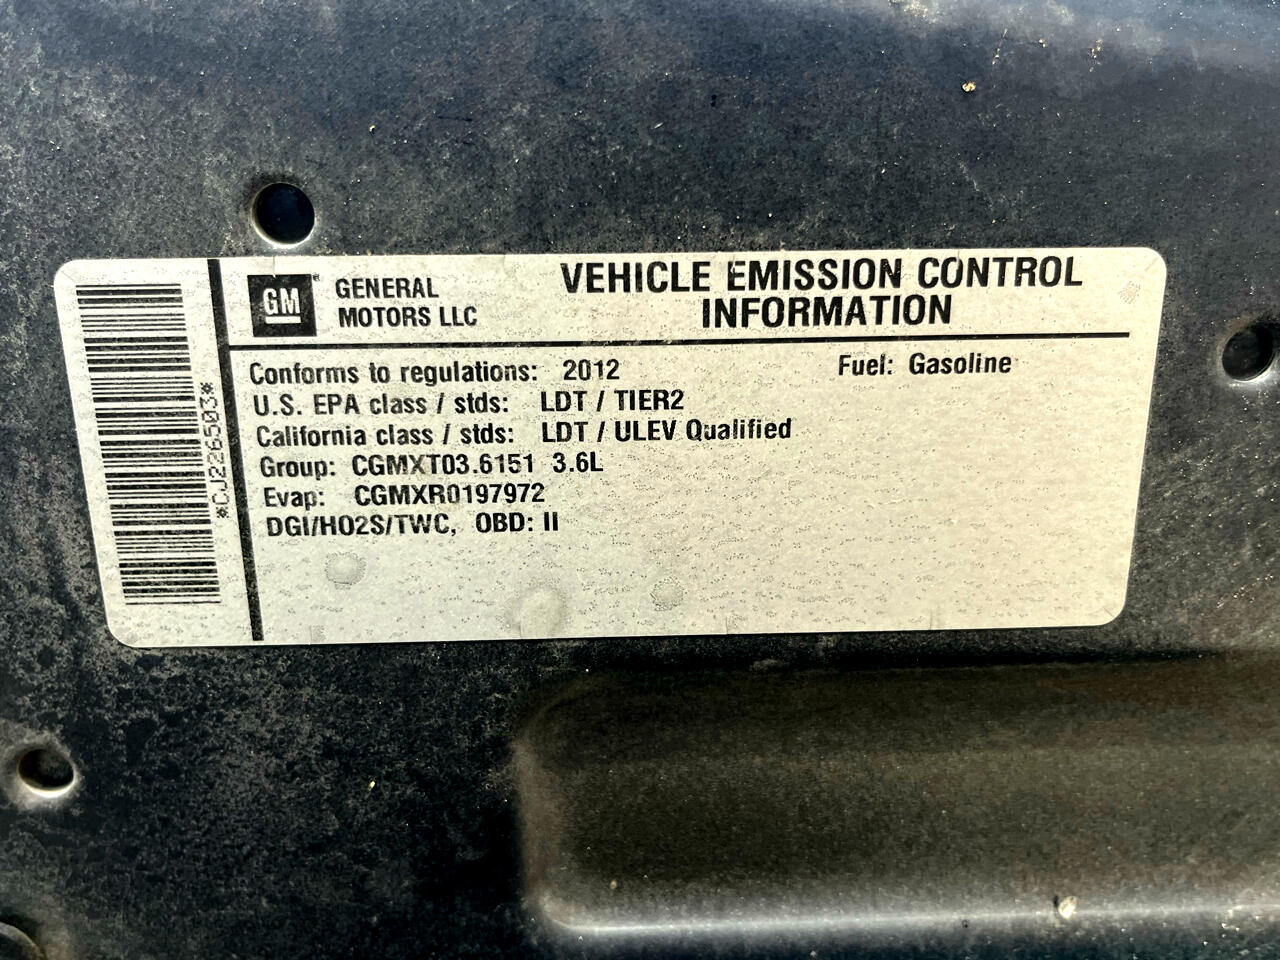 GM
GENERAL
MOTORS LLC
VEHICLE EMISSION CONTROL
INFORMATION
Conforms to regulations: 2012 Fuel: Gasoline
U.S. EPA class / stds: LDT / TIER2
California class / stds: LDT / ULEV Qualified
Group: CGMXT03.6151 3.6L
Evap: CGMXR0197972
DGI/HO2S/TWC, OBD: II
*CJ226503*